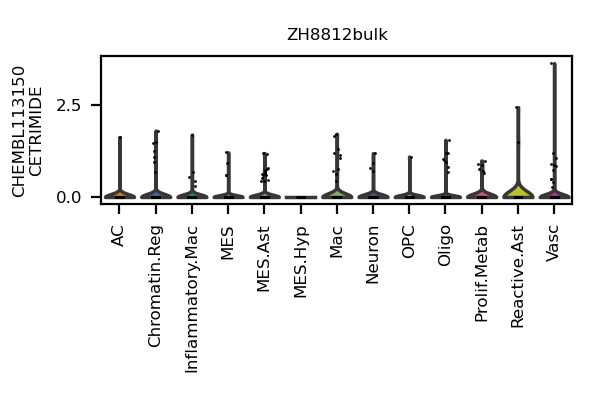 ZH8812bulk
CHEMBL113150
CETRIMIDE
2.5
0.0
AC
Chromatin.Reg
Inflammatory.Mac
MES
MES.Ast
MES.Hyp
Mac
Neuron
OPC
Oligo
Prolif.Metab
Reactive.Ast
Vasc